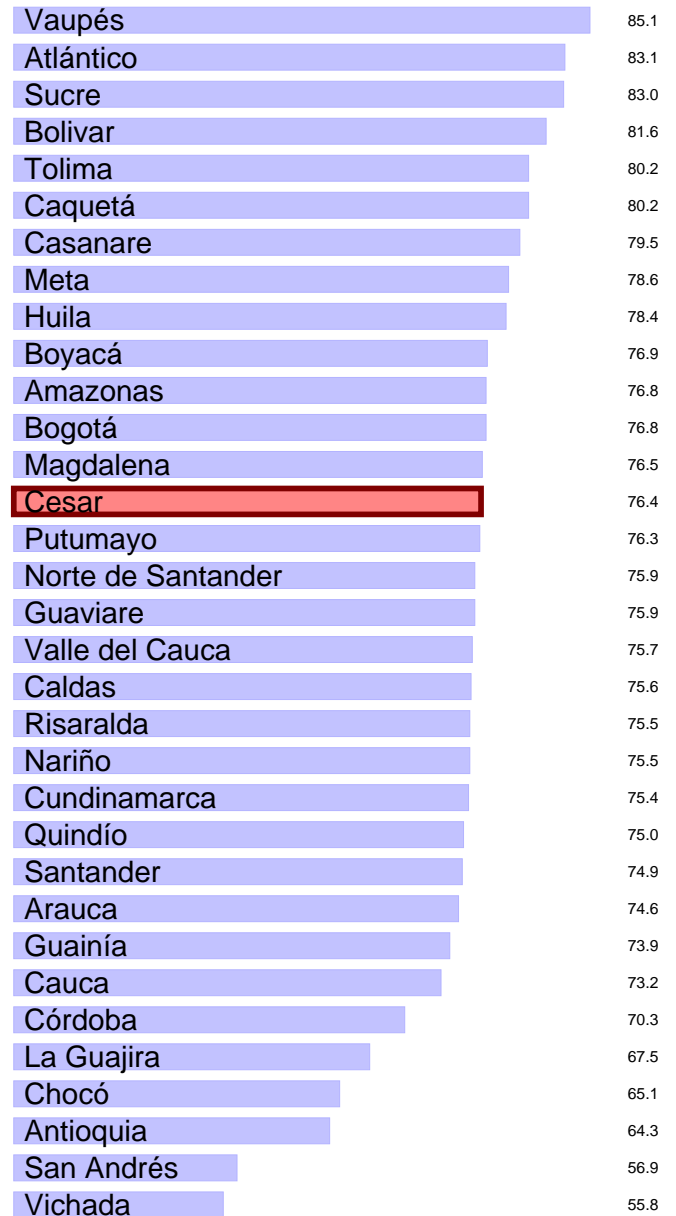 Vaupés 85.1
Atlántico 83.1
Sucre 83.0
Bolivar 81.6
Tolima 80.2
Caquetá 80.2
Casanare 79.5
Meta 78.6
Huila 78.4
Boyacá 76.9
Amazonas 76.8
Bogotá 76.8
Magdalena 76.5
Cesar 76.4
Putumayo 76.3
Norte de Santander 75.9
Guaviare 75.9
Valle del Cauca 75.7
Caldas 75.6
Risaralda 75.5
Nariño 75.5
Cundinamarca 75.4
Quindío 75.0
Santander 74.9
Arauca 74.6
Guainía 73.9
Cauca 73.2
Córdoba 70.3
La Guajira 67.5
Chocó 65.1
Antioquia 64.3
San Andrés 56.9
Vichada 55.8